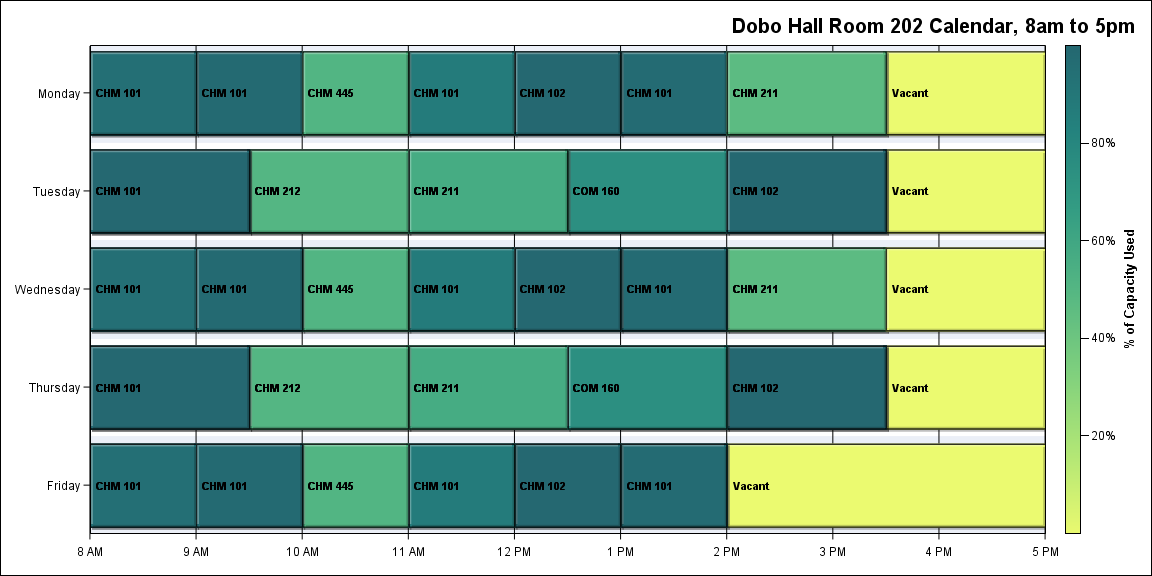 Dobo Hall Room 202 Calendar, 8am to 5pm
Monday CHM 101 CHM 101 CHM 445 CHM 101 CHM 102 CHM 101 CHM 211 Vacant
Tuesday CHM 101 CHM 212 CHM 211 COM 160 CHM 102 Vacant
Wednesday CHM 101 CHM 101 CHM 445 CHM 101 CHM 102 CHM 101 CHM 211 Vacant
Thursday CHM 101 CHM 212 CHM 211 COM 160 CHM 102 Vacant
Friday CHM 101 CHM 101 CHM 445 CHM 101 CHM 102 CHM 101 Vacant
8 AM 9 AM 10 AM 11 AM 12 PM 1 PM 2 PM 3 PM 4 PM 5 PM
80%
60%
40%
20%
% of Capacity Used